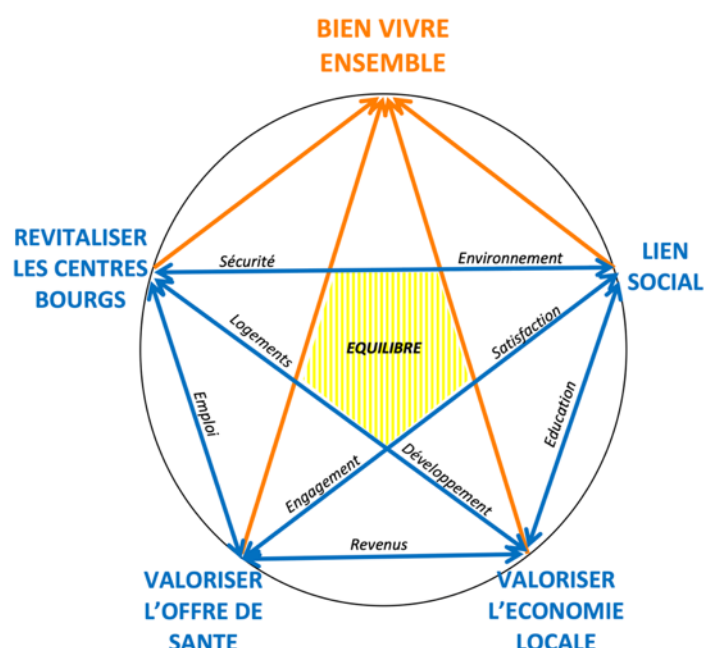 BIEN VIVRE
ENSEMBLE
REVITALISER
LES CENTRES
BOURGS
Sécurité
Environnement
LIEN
SOCIAL
Logements
EQUILIBRE
Satisfaction
Emploi
Education
Engagement
Développement
Revenus
VALORISER
L’OFFRE DE
SANTE
VALORISER
L’ECONOMIE
LOCALE